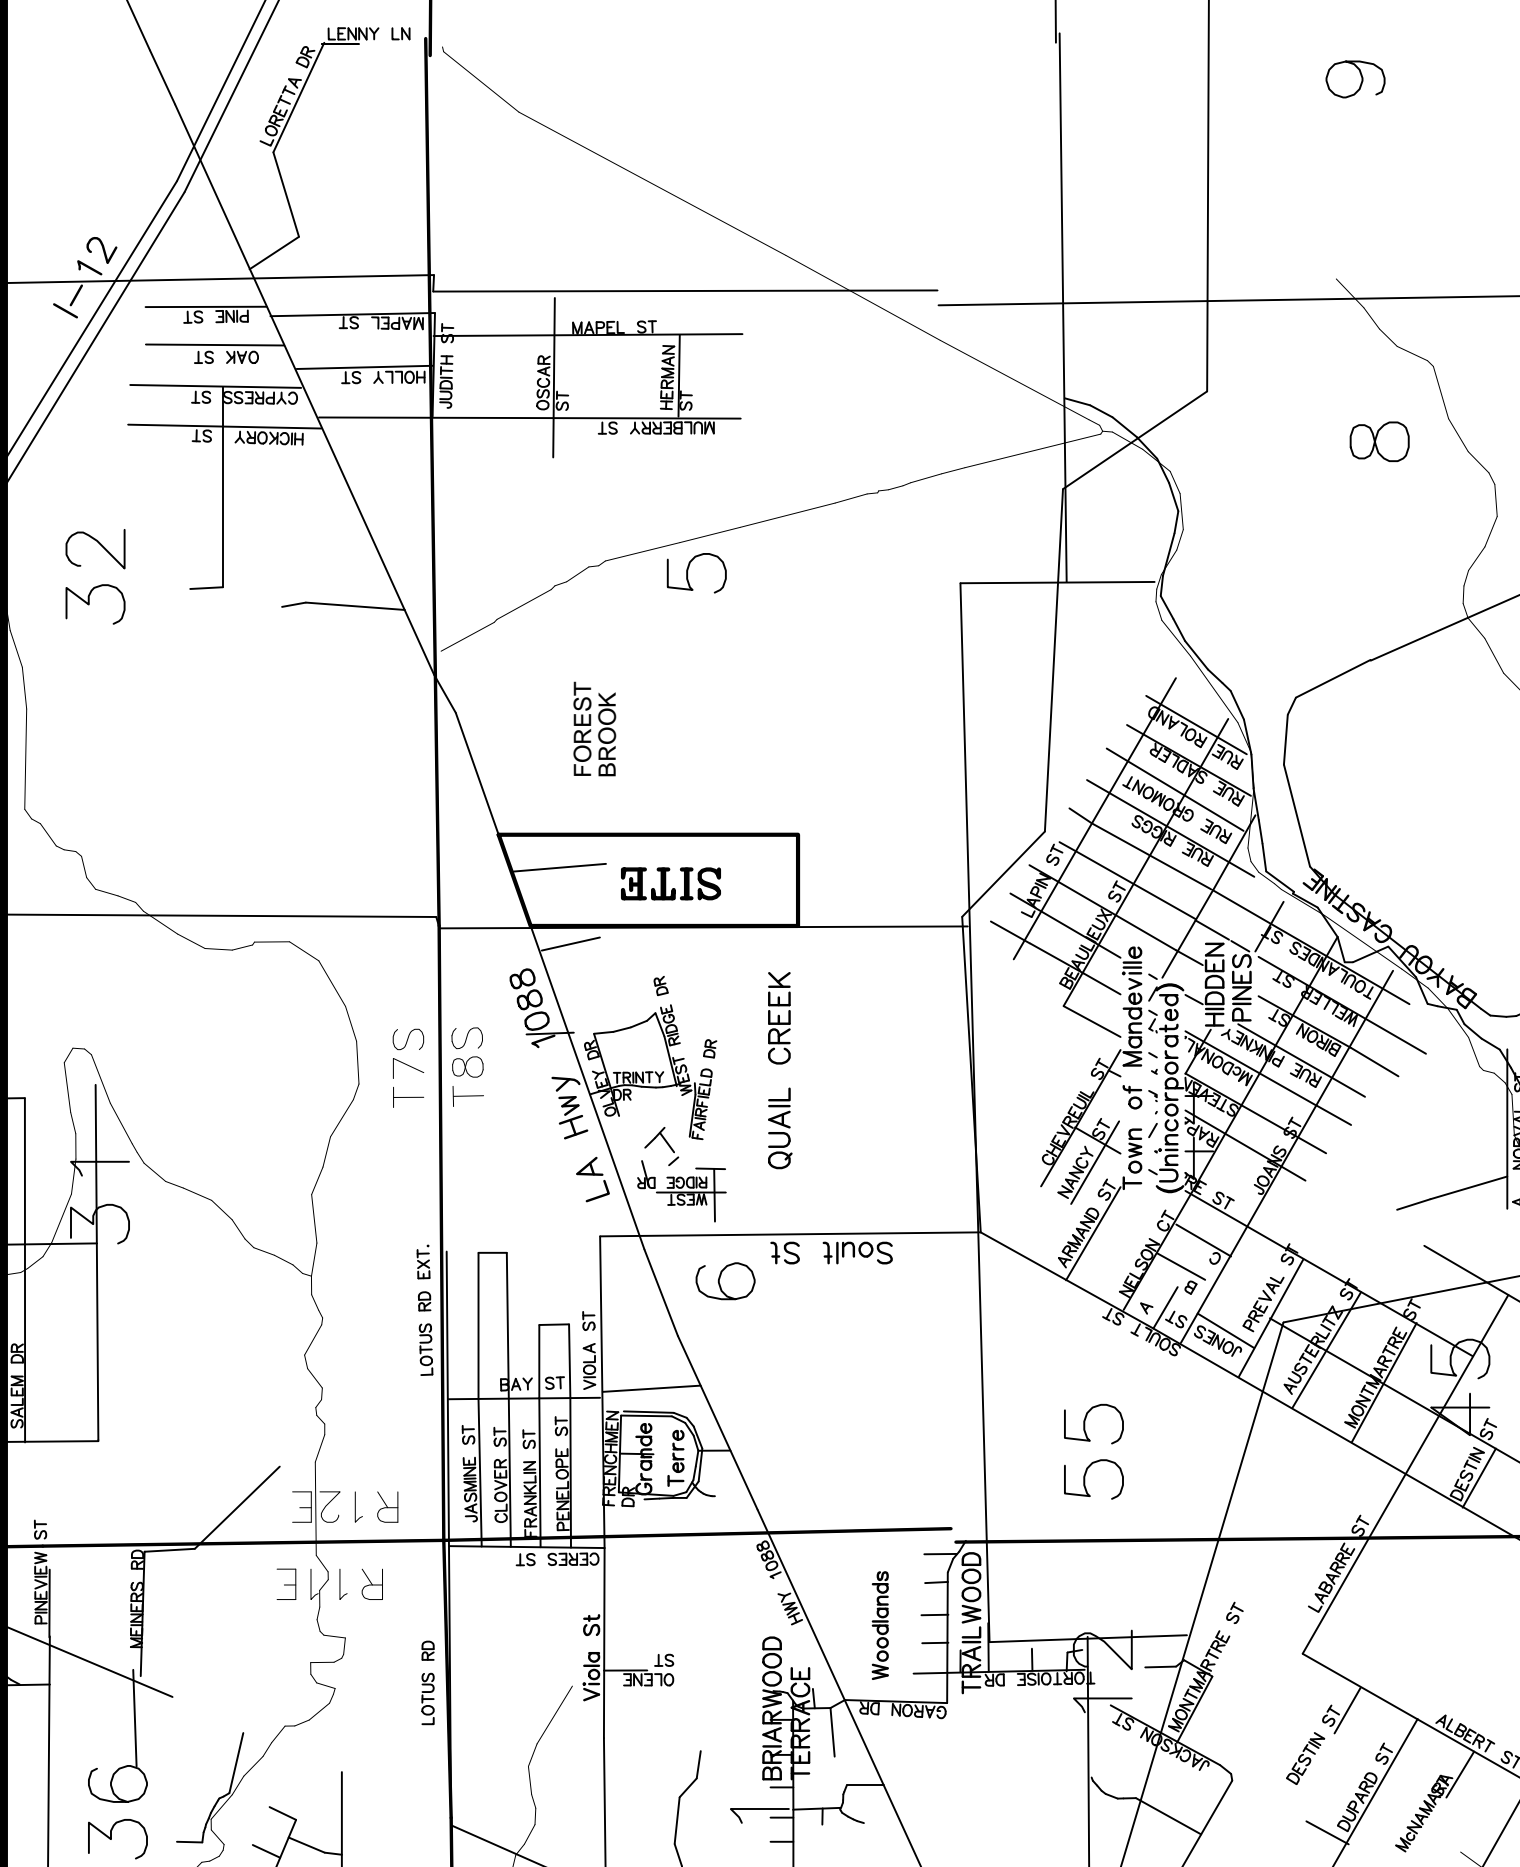 LENNY LN
LORETTA DR
9
I-12
PINE ST
MAPEL ST
JUDITH ST
MAPEL ST
OAK ST
HOLLY ST
OSCAR
ST
HERMAN
ST
CYPRESS ST
MULBERRY ST
HICKORY ST
8
32
5
FOREST
BROOK
RUE ROLAND
RUE SADLER
RUE GROMONT
RUE RIGGS
SITE
LAPIN ST
BEAULIEUX ST
BAYOU CASTINE
TOULANDES ST
WELLER ST
BIRON ST
RUE PINKNEY
HIDDEN
PINES
Town of Mandeville
(Unincorporated)
LA Hwy 1088
T7S
T8S
OLVEY DR
TRINTY
DR
WEST RIDGE DR
FAIRFIELD DR
QUAIL CREEK
WEST
RIDGE DR
CHEVREUIL ST
NANCY ST
ARMAND ST
JOANS ST
NELSON CT
31
6
Soult St
SOULT ST
A
B
C
JONES ST
PREVAL ST
AUSTERLITZ ST
MONTMARTRE ST
NORVAL ST
45
DESTIN ST
LOTUS RD EXT.
SALEM DR
BAY ST
VIOLA ST
JASMINE ST
CLOVER ST
FRANKLIN ST
PENELOPE ST
FRENCHMEN
DR
Grande
Terre
55
R12E
R11E
CERES ST
HWY 1088
PINEVIEW ST
MEINERS RD
LOTUS RD
Viola St
OLENE
ST
Woodlands
TRAILWOOD
BRIARWOOD
TERRACE
GARON DR
TORTOISE DR
12
LABARRE ST
MONTMARTRE ST
JACKSON ST
DESTIN ST
DUPARD ST
ALBERT ST
McNAMARA
36
1